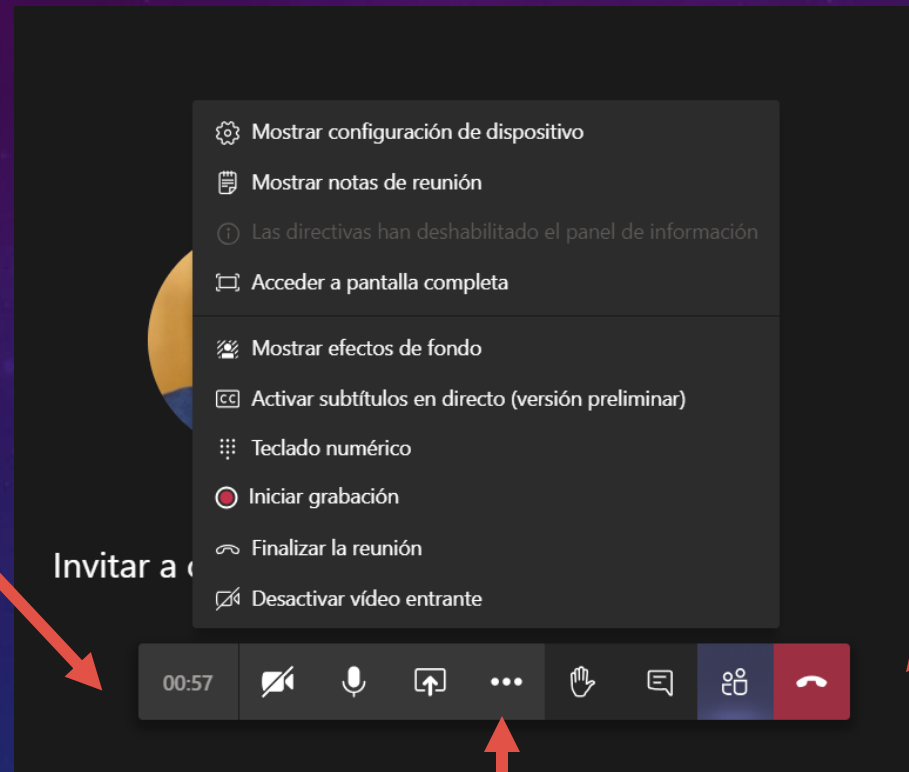 Mostrar configuración de dispositivo
Mostrar notas de reunión
Las directivas han deshabilitado el panel de información
Acceder a pantalla completa
Mostrar efectos de fondo
CC Activar subtítulos en directo (versión preliminar)
Teclado numérico
Iniciar grabación
Finalizar la reunión
Invitar a
Desactivar vídeo entrante
00:57